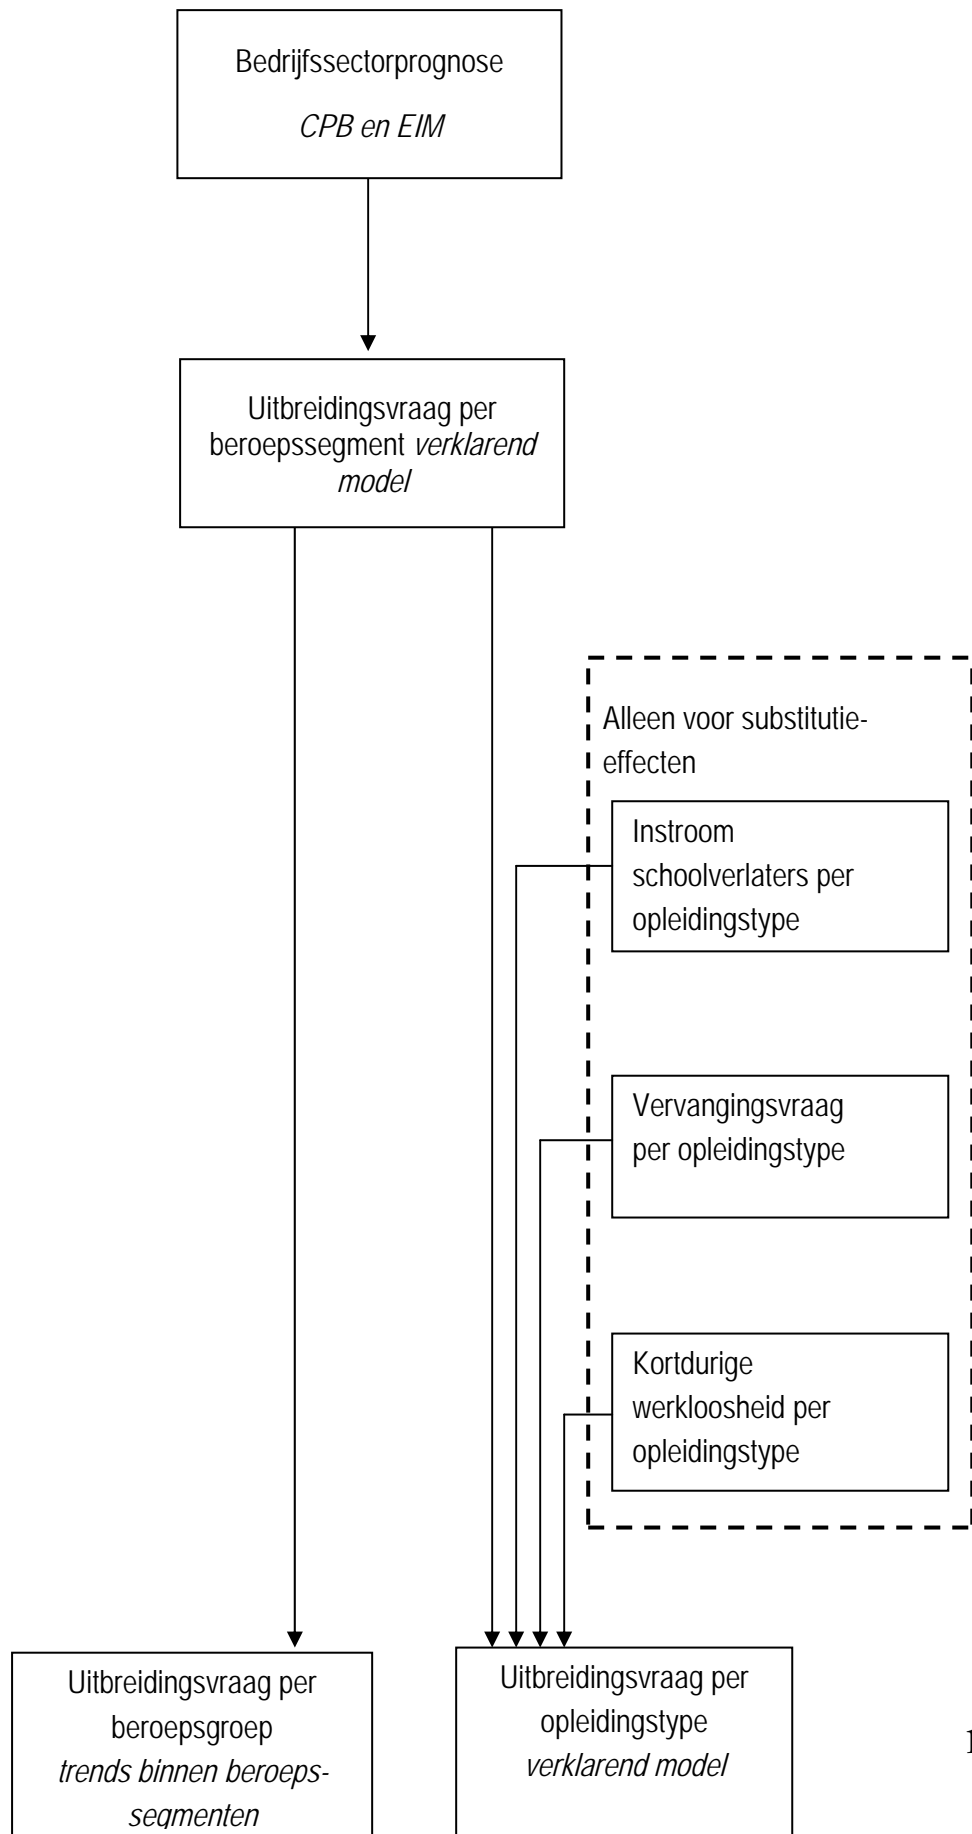 Bedrijfssectorprognose
CPB en EIM
Uitbreidingsvraag per
beroepssegment verklarend
model
Alleen voor substitutie-
effecten
Instroom
schoolverlaters per
opleidingstype
Vervangingsvraag
per opleidingstype
Kortdurige
werkloosheid per
opleidingstype
Uitbreidingsvraag per
beroepsgroep
trends binnen beroeps-
segmenten
Uitbreidingsvraag per
opleidingstype
verklarend model
1